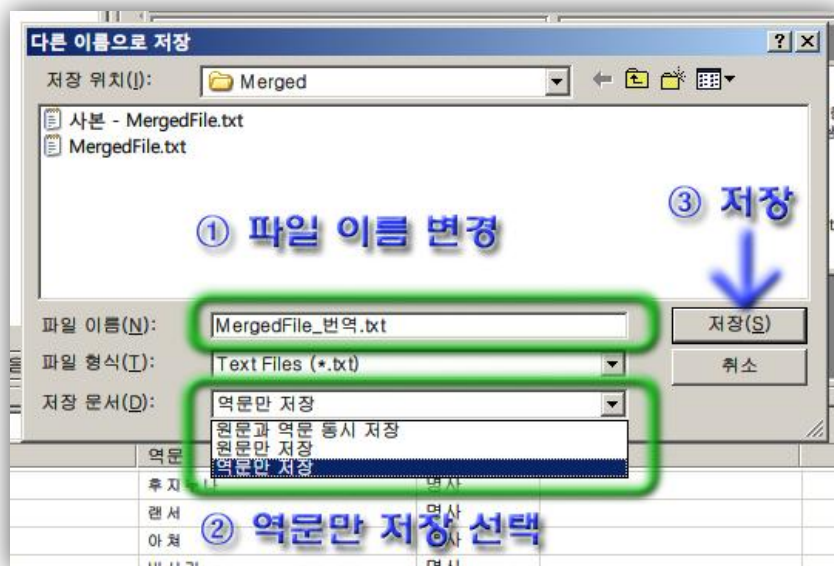 다른 이름으로 저장
저장 위치(I): Merged
사본 - MergedFile.txt
MergedFile.txt
③ 저장
① 파일 이름 변경
파일 이름(N): MergedFile_번역.txt 저장(S)
파일 형식(T): Text Files (*.txt) 취소
저장 문서(D): 역문만 저장
원문과 역문 동시 저장
원문만 저장
역문만 저장
역문
명사
랜서 명사
② 역문만 저장 선택
아쳐
명사